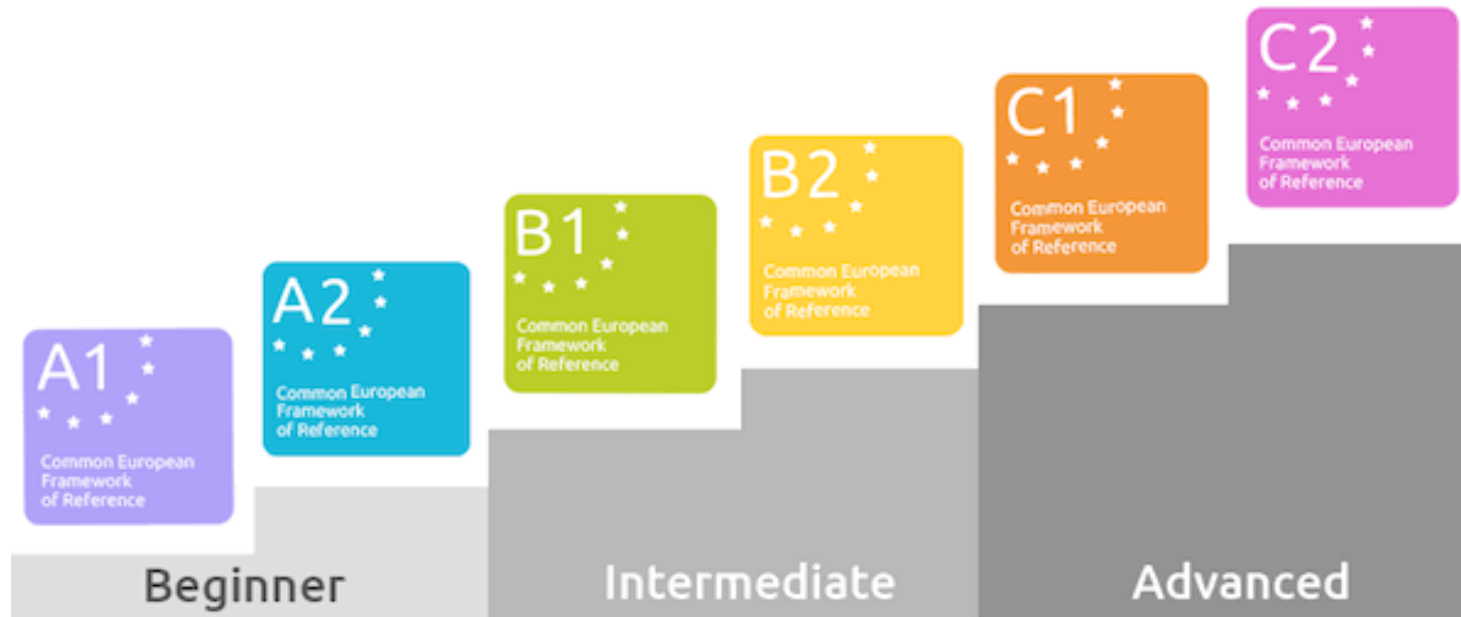 A1
Common European
Framework
of Reference
A2
Common European
Framework
of Reference
B1
Common European
Framework
of Reference
B2
Common European
Framework
of Reference
C1
Common European
Framework
of Reference
C2
Common European
Framework
of Reference
Beginner
Intermediate
Advanced